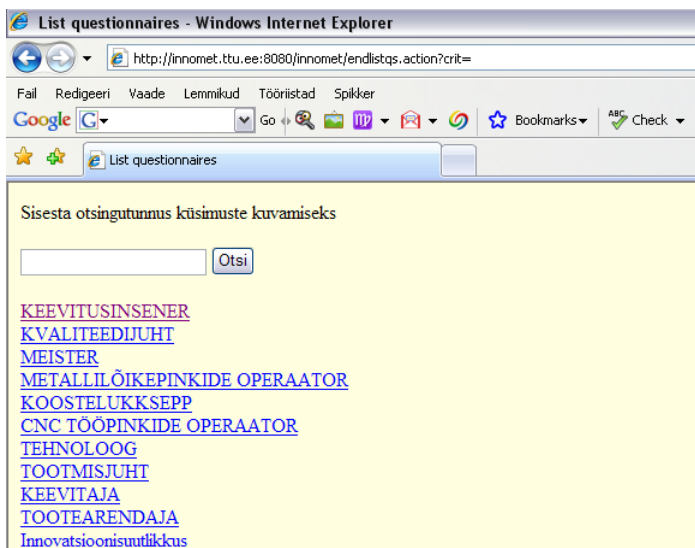 List questionnaires - Windows Internet Explorer
http://innomet.ttu.ee:8080/innomet/endlistqs.action?crit=
Fail Redigeeri Vaade Lemmikud Tööriistad Spikker
Google G Go Bookmarks ABC Check
List questionnaires
Sisesta otsingutunnus küsimuste kuvamiseks
Otsi
KEEVITUSINSENER
KVALITEEDIJUHT
MEISTER
METALLILÕIKEPINKIDE OPERAATOR
KOOSTELUKKSEPP
CNC TÖÖPINKIDE OPERAATOR
TEHNOLOOG
TOOTMISJUHT
KEEVITAJA
TOOTEARENDAJA
Innovatsioonisuutlikkus